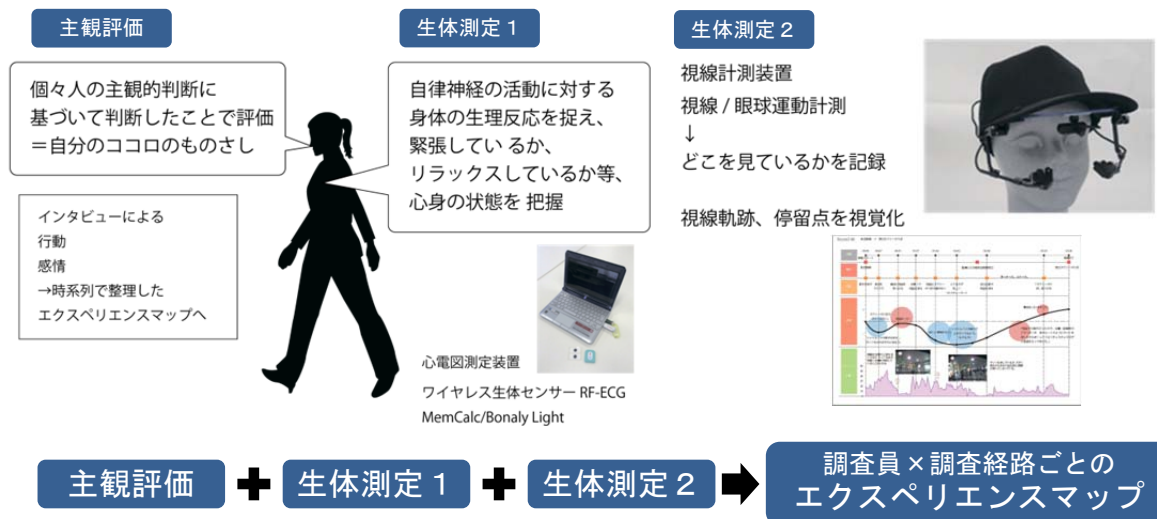 主観評価
個々人の主観的判断に
基づいて判断したことで評価
＝自分のココロのものさし
インタビューによる
行動
感情
→時系列で整理した
エクスペリエンスマップへ
生体測定１
自律神経の活動に対する
身体の生理反応を捉え、
緊張してい るか、
リラックスしているか等、
心身の状態を 把握
心電図測定装置
ワイヤレス生体センサー RF-ECG
MemCalc/Bonaly Light
生体測定２
視線計測装置
視線 / 眼球運動計測
↓
どこを見ているかを記録
視線軌跡、停留点を視覚化
主観評価 + 生体測定１ + 生体測定２
調査員×調査経路ごとの
エクスペリエンスマップ